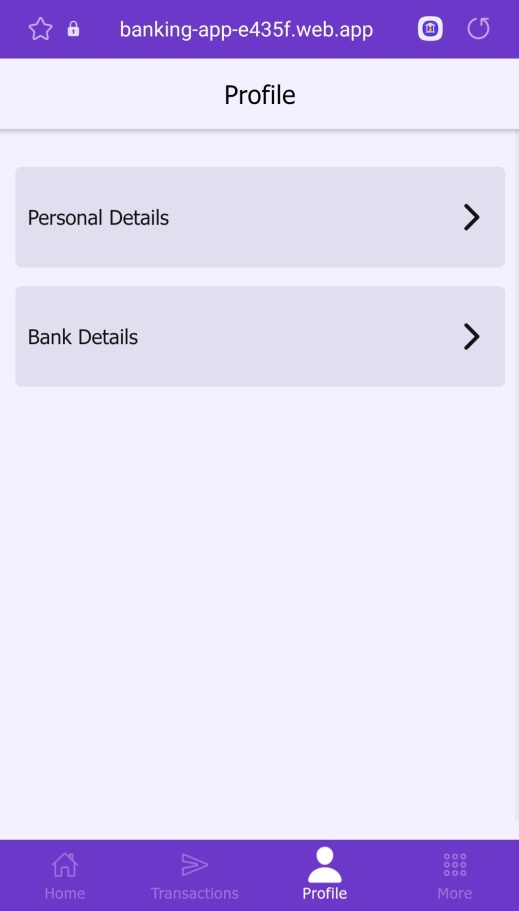 banking-app-e435f.web.app
Profile
Personal Details
Bank Details
Home
Transactions
Profile
More